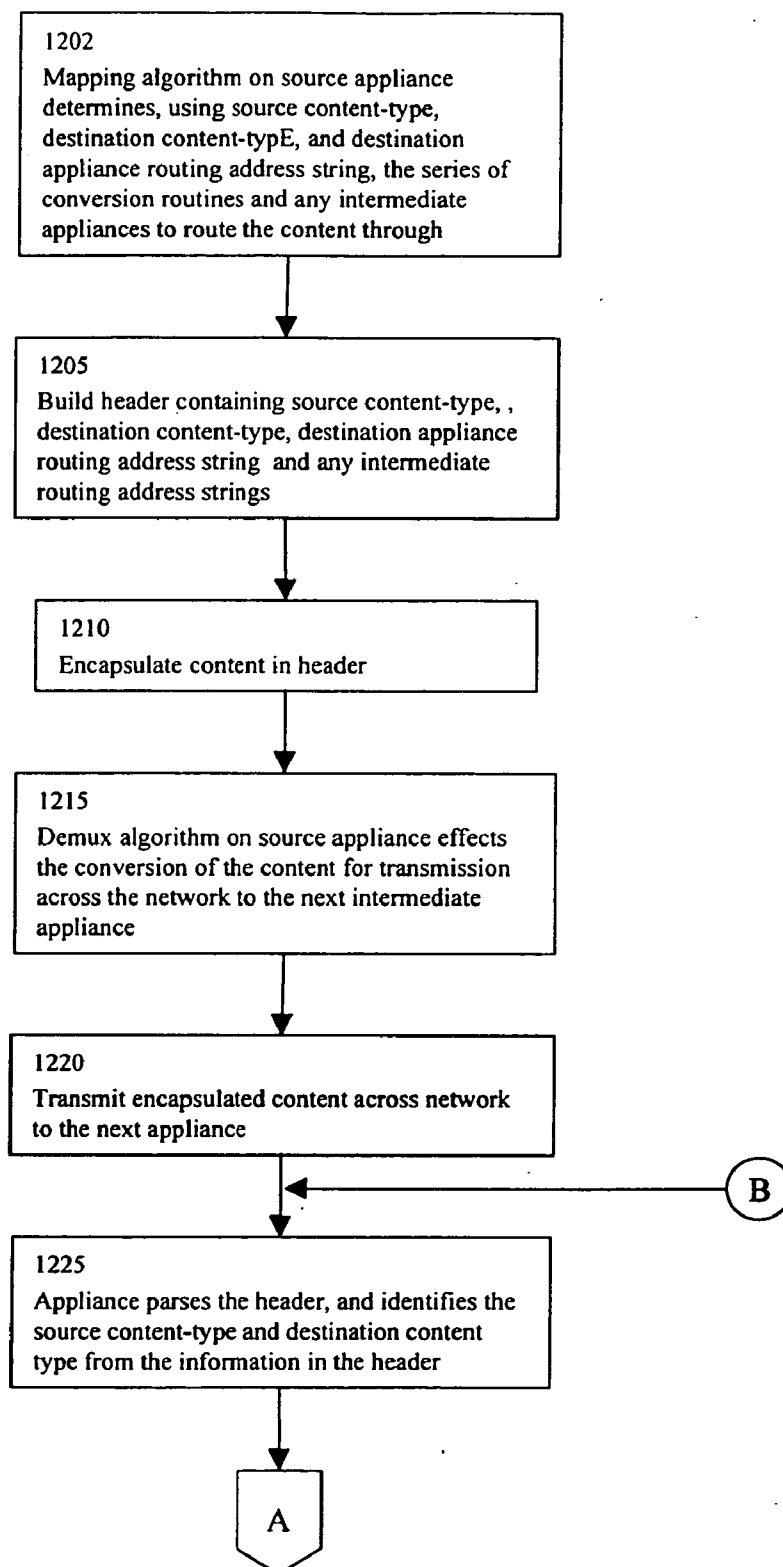 1202
Mapping algorithm on source appliance
determines, using source content-type,
destination content-typE, and destination
appliance routing address string, the series of
conversion routines and any intermediate
appliances to route the content through
1205
Build header containing source content-type, ,
destination content-type, destination appliance
routing address string and any intermediate
routing address strings
1210
Encapsulate content in header
1215
Demux algorithm on source appliance effects
the conversion of the content for transmission
across the network to the next intermediate
appliance
1220
Transmit encapsulated content across network
to the next appliance
B
1225
Appliance parses the header, and identifies the
source content-type and destination content
type from the information in the header
A